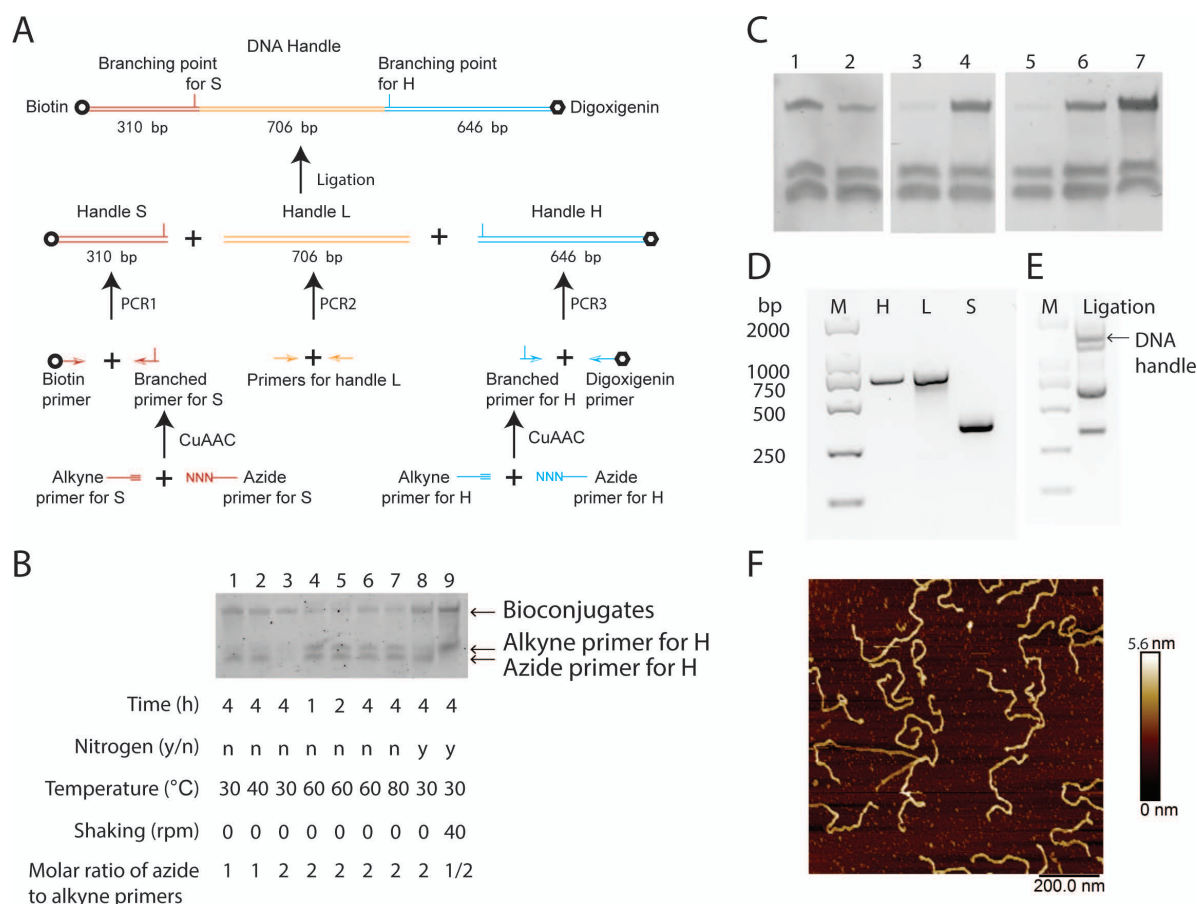 A
DNA Handle
Branching point
for S
Branching point
for H
Biotin
Digoxigenin
310 bp
706 bp
646 bp
Ligation
Handle S
Handle L
Handle H
+
+
310 bp
706 bp
646 bp
PCR1
PCR2
PCR3
+
+
+
Biotin
primer
Branched
primer for S
Primers for handle L
Branched
primer for H
Digoxigenin
primer
CuAAC
CuAAC
Alkyne
primer for S
+
NNN
Azide
primer for S
Alkyne
primer for H
+
NNN
Azide
primer for H
B
1 2 3 4 5 6 7 8 9
Bioconjugates
Alkyne primer for H
Azide primer for H
Time (h) 4 4 4 1 2 4 4 4 4
Nitrogen (y/n) n n n n n n n y y
Temperature (°C) 30 40 30 60 60 60 80 30 30
Shaking (rpm) 0 0 0 0 0 0 0 0 40
Molar ratio of azide
to alkyne primers
1 1 2 2 2 2 2 2 1/2
C
1 2 3 4 5 6 7
D
bp M H L S
2000
1000
750
500
250
E
M Ligation
DNA
handle
F
5.6 nm
0 nm
200.0 nm